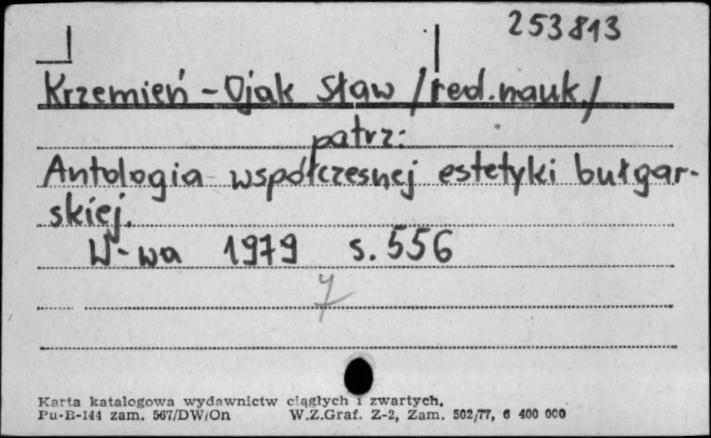 253813
Krzemień-Ojak Sław /red.nauk./
patrz:
Antologia współczesnej estetyki bułgar-
skiej.
W-wa 1979 s. 556
7
Karta katalogowa wydawnictw ciągłych i zwartych.
Pu-B-144 zam. 567/DW/On W.Z.Graf. Z-2, Zam. 502/77, 6 400 000